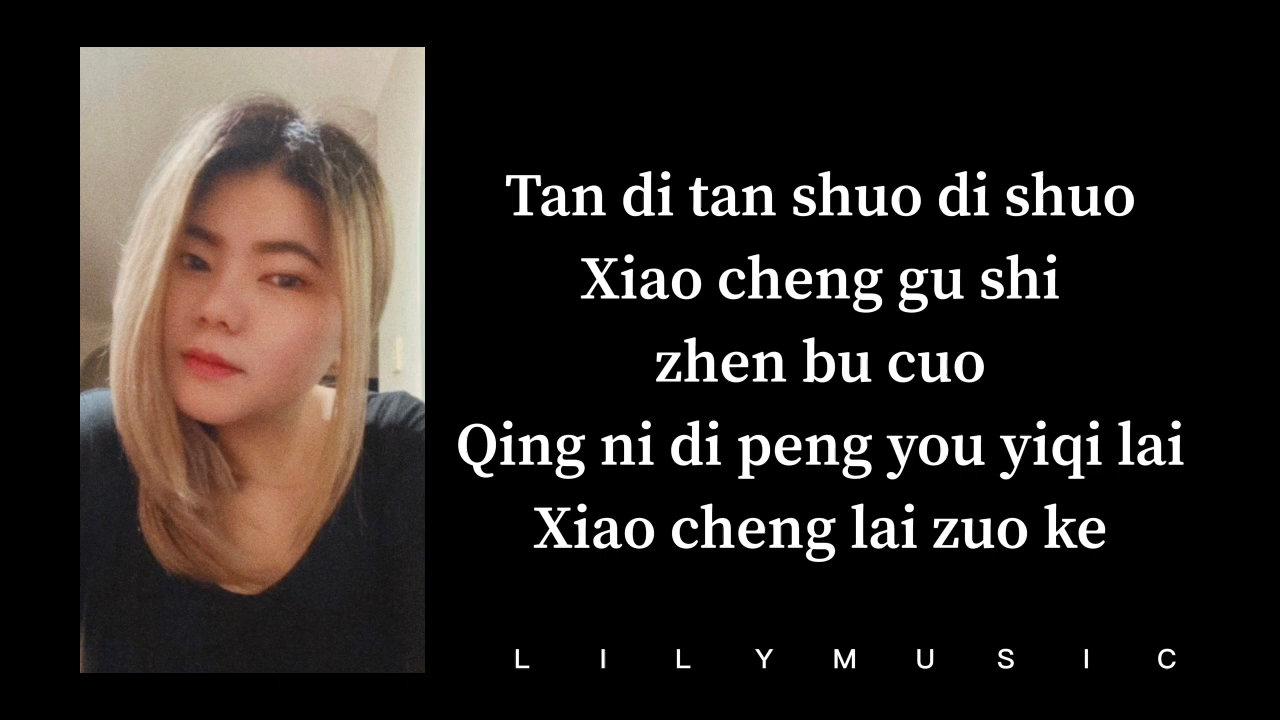 Tan di tan shuo di shuo
Xiao cheng gu shi
zhen bu cuo
Qing ni di peng you yiqi lai
Xiao cheng lai zuo ke
LILYMUSIC